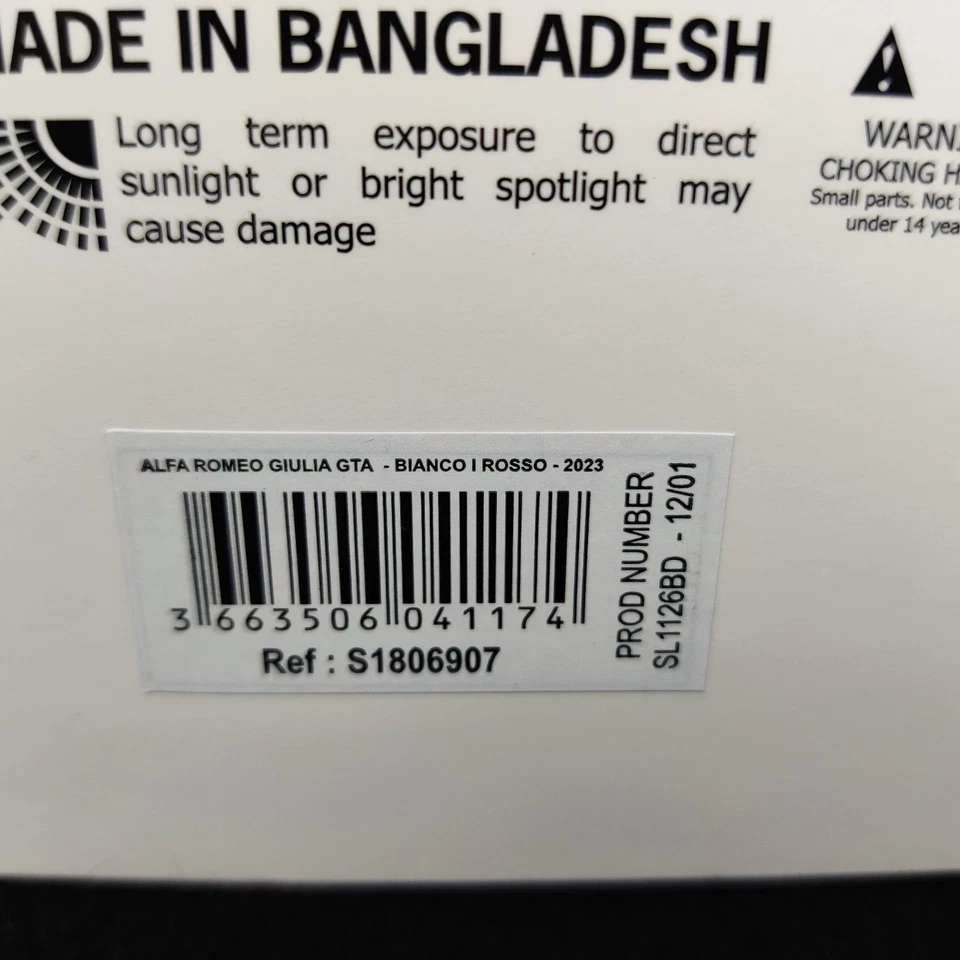 MADE IN BANGLADESH
Long term exposure to direct
sunlight or bright spotlight may
cause damage
WARNI
CHOKING H
Small parts. Not
under 14 yea
ALFA ROMEO GIULIA GTA - BIANCO I ROSSO - 2023
3 663506 041174
Ref : S1806907
PROD NUMBER
SL1126BD - 12/01